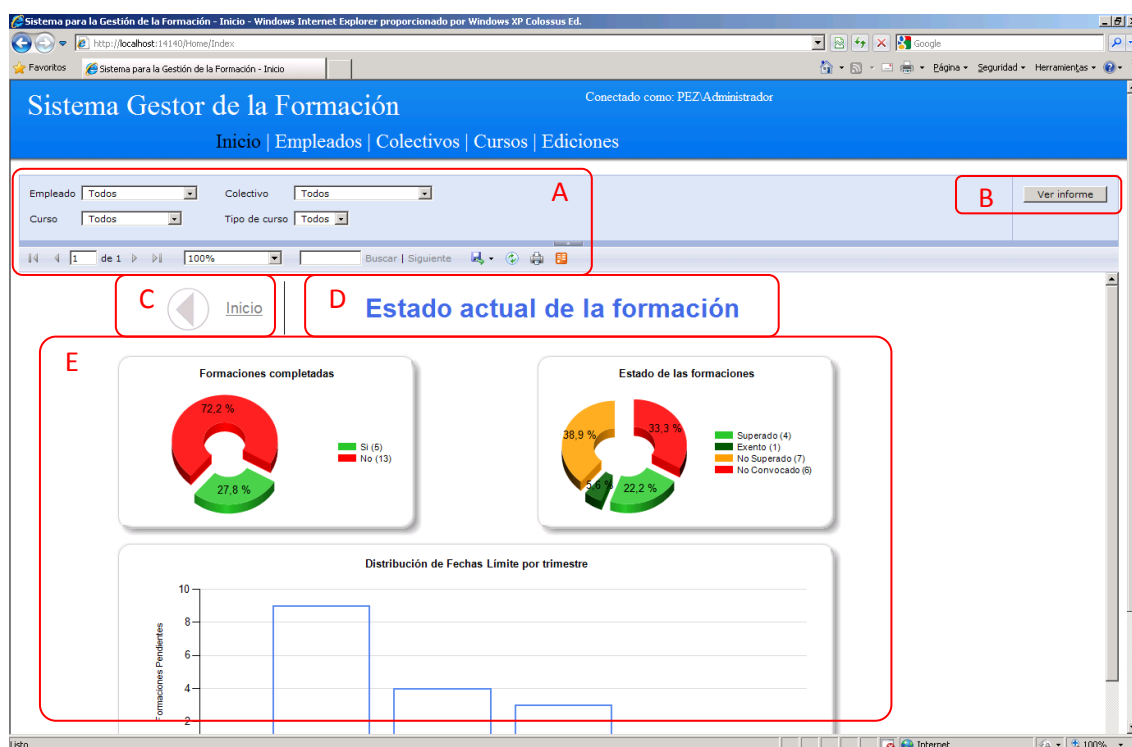 Sistema para la Gestión de la Formación - Inicio - Windows Internet Explorer proporcionado por Windows XP Colossus Ed.
http://localhost:14140/Home/Index
Google
Favoritos Sistema para la Gestión de la Formación - Inicio
Página Seguridad Herramientas
Sistema Gestor de la Formación
Conectado como: PEZ\Administrador
Inicio | Empleados | Colectivos | Cursos | Ediciones
Empleado Todos Colectivo Todos A
B Ver informe
Curso Todos Tipo de curso Todos
1 de 1 100% Buscar | Siguiente
C Inicio D Estado actual de la formación
E
Formaciones completadas
72,2 %
27,8 %
Si (5)
No (13)
Estado de las formaciones
38,9 %
33,3 %
5,6 %
22,2 %
Superado (4)
Exento (1)
No Superado (7)
No Convocado (6)
Distribución de Fechas Límite por trimestre
Formaciones Pendientes
10
8
6
4
2
Listo Internet 100%